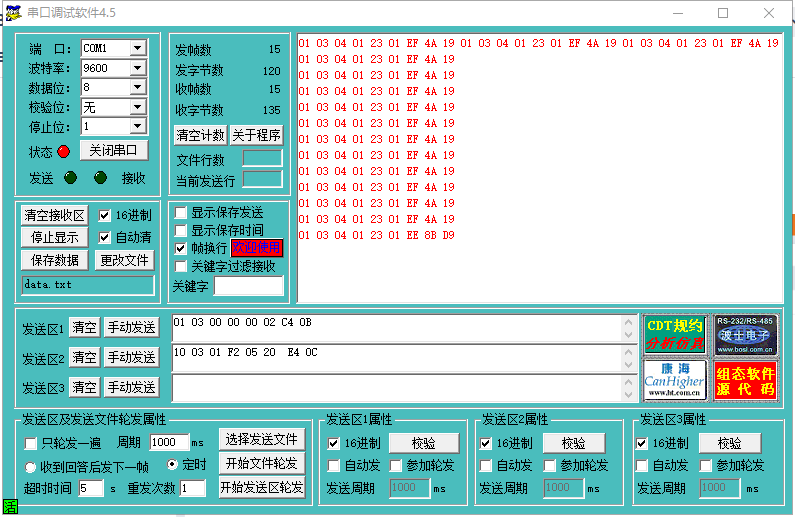 串口调试软件4.5
端 口: COM1
波特率: 9600
数据位: 8
校验位: 无
停止位: 1
状态 关闭串口
发送 接收
发帧数 15
发字节数 120
收帧数 15
收字节数 135
清空计数 关于程序
文件行数
当前发送行
01 03 04 01 23 01 EF 4A 19 01 03 04 01 23 01 EF 4A 19 01 03 04 01 23 01 EF 4A 19
01 03 04 01 23 01 EF 4A 19
01 03 04 01 23 01 EF 4A 19
01 03 04 01 23 01 EF 4A 19
01 03 04 01 23 01 EF 4A 19
01 03 04 01 23 01 EF 4A 19
01 03 04 01 23 01 EF 4A 19
01 03 04 01 23 01 EF 4A 19
01 03 04 01 23 01 EF 4A 19
01 03 04 01 23 01 EF 4A 19
01 03 04 01 23 01 EF 4A 19
01 03 04 01 23 01 EF 4A 19
01 03 04 01 23 01 EE 8B D9
清空接收区 16进制
停止显示 自动清
保存数据 更改文件
data.txt
显示保存发送
显示保存时间
帧换行 欢迎使用
关键字过滤接收
关键字
发送区1 清空 手动发送 01 03 00 00 00 02 C4 0B
发送区2 清空 手动发送 10 03 01 F2 05 20 E4 0C
发送区3 清空 手动发送
CDT规约
分析仿真
RS-232/RS-485
波士电子
www.bosi.com.cn
康海
CanHigher
www.ht.com.cn
组态软件
源代码
发送区及发送文件轮发属性
只轮发一遍 周期 1000 ms 选择发送文件
收到回答后发下一帧 定时 开始文件轮发
超时时间 5 s 重发次数 1 开始发送区轮发
发送区1属性
16进制 校验
自动发 参加轮发
发送周期 1000 ms
发送区2属性
16进制 校验
自动发 参加轮发
发送周期 1000 ms
发送区3属性
16进制 校验
自动发 参加轮发
发送周期 1000 ms
活